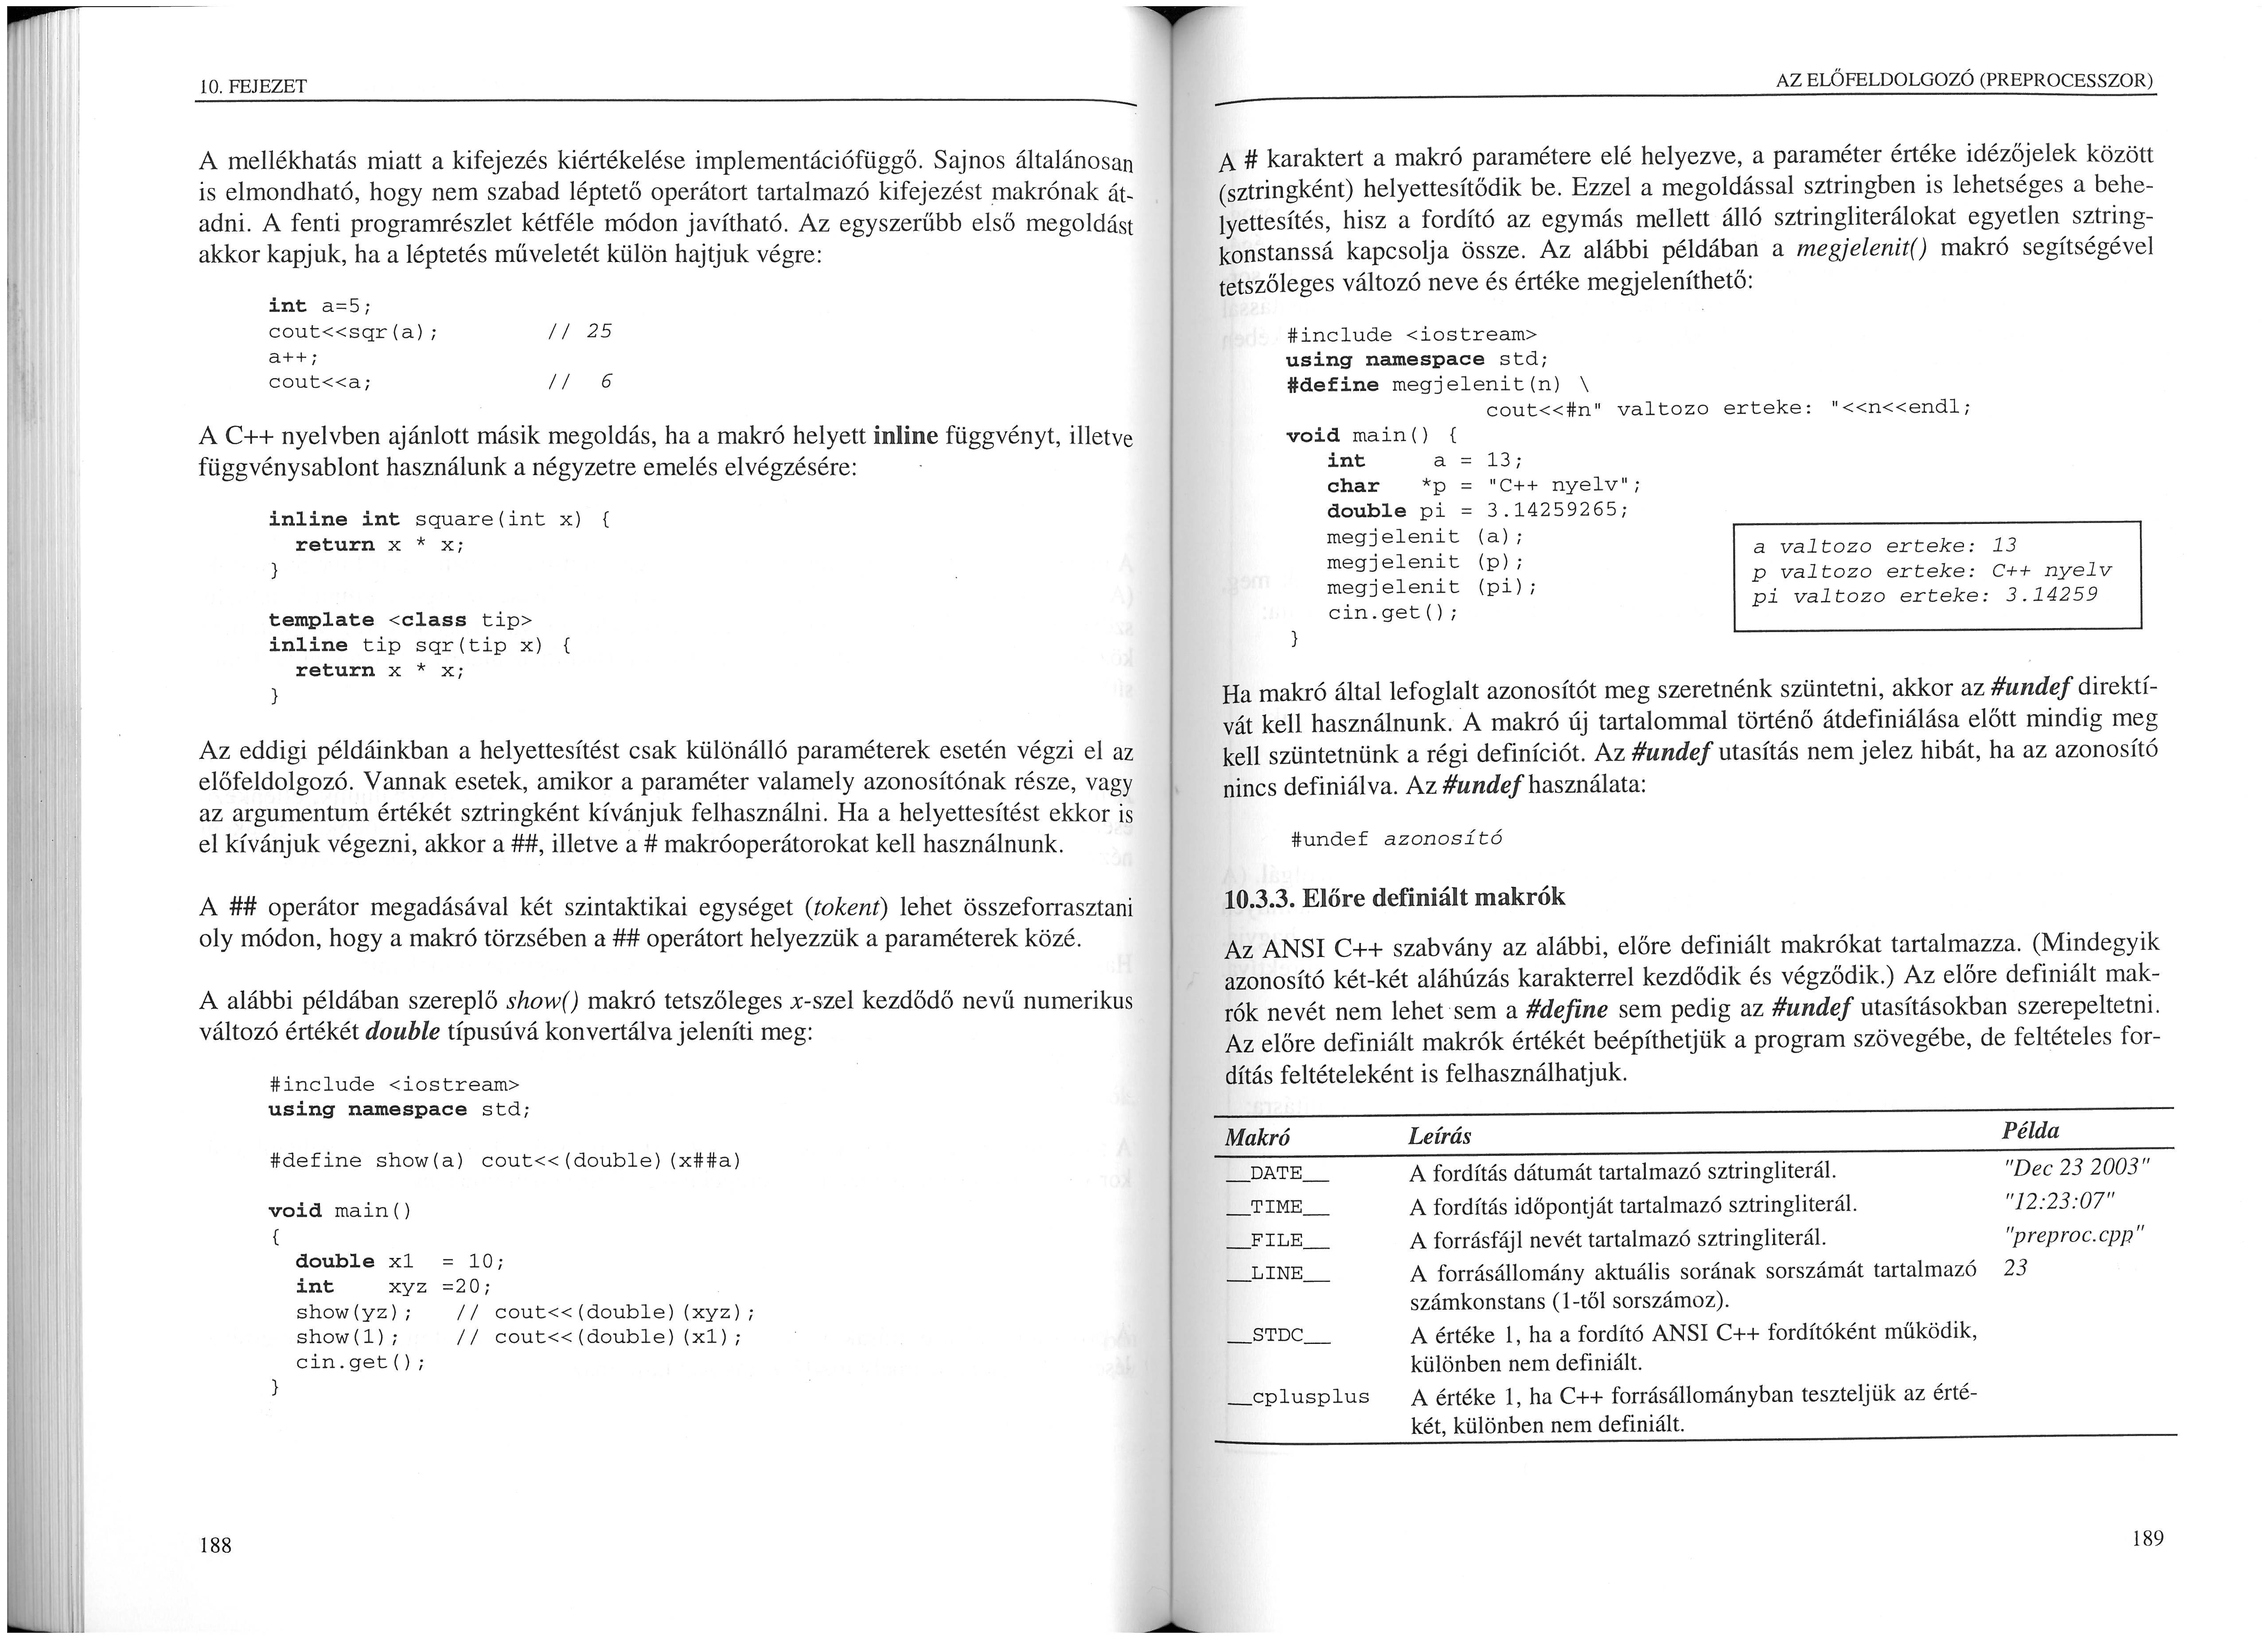 10. FEJEZET
A mellékhatás miatt a kifejezés kiértékelése implementációfüggő. Sajnos általánosan
is elmondható, hogy nem szabad léptető operátort tartalmazó kifejezést makrónak át-
adni. A fenti programrészlet kétféle módon javítható. Az egyszerűbb első megoldást
akkor kapjuk, ha a léptetés műveletét külön hajtjuk végre:
int a=5;
cout<<sqr(a);        // 25
a++;
cout<<a;             //  6
A C++ nyelvben ajánlott másik megoldás, ha a makró helyett inline függvényt, illetve
függvénysablont használunk a négyzetre emelés elvégzésére:
inline int square(int x) {
  return x * x;
}
template <class tip>
inline tip sqr(tip x) {
  return x * x;
}
Az eddigi példáinkban a helyettesítést csak különálló paraméterek esetén végzi el az
előfeldolgozó. Vannak esetek, amikor a paraméter valamely azonosítónak része, vagy
az argumentum értékét sztringként kívánjuk felhasználni. Ha a helyettesítést ekkor is
el kívánjuk végezni, akkor a ##, illetve a # makróoperátorokat kell használnunk.
A ## operátor megadásával két szintaktikai egységet (tokent) lehet összeforrasztani
oly módon, hogy a makró törzsében a ## operátort helyezzük a paraméterek közé.
A alábbi példában szereplő show() makró tetszőleges x-szel kezdődő nevű numerikus
változó értékét double típusúvá konvertálva jeleníti meg:
#include <iostream>
using namespace std;
#define show(a) cout<<(double)(x##a)
void main()
{
  double x1  = 10;
  int    xyz =20;
  show(yz);   // cout<<(double)(xyz);
  show(1);    // cout<<(double)(x1);
  cin.get();
}
188
AZ ELŐFELDOLGOZÓ (PREPROCESSZOR)
A # karaktert a makró paramétere elé helyezve, a paraméter értéke idézőjelek között
(sztringként) helyettesítődik be. Ezzel a megoldással sztringben is lehetséges a behe-
lyettesítés, hisz a fordító az egymás mellett álló sztringliterálokat egyetlen sztring-
konstanssá kapcsolja össze. Az alábbi példában a megjelenit() makró segítségével
tetszőleges változó neve és értéke megjeleníthető:
#include <iostream>
using namespace std;
#define megjelenit(n) \
               cout<<#n" valtozo erteke: "<<n<<endl;
void main() {
   int     a = 13;
   char   *p = "C++ nyelv";
   double pi = 3.14259265;
   megjelenit (a);
   megjelenit (p);
   megjelenit (pi);
   cin.get();
}
a valtozo erteke: 13
p valtozo erteke: C++ nyelv
pi valtozo erteke: 3.14259
Ha makró által lefoglalt azonosítót meg szeretnénk szüntetni, akkor az #undef direktí-
vát kell használnunk. A makró új tartalommal történő átdefiniálása előtt mindig meg
kell szüntetnünk a régi definíciót. Az #undef utasítás nem jelez hibát, ha az azonosító
nincs definiálva. Az #undef használata:
#undef azonosító
10.3.3. Előre definiált makrók
Az ANSI C++ szabvány az alábbi, előre definiált makrókat tartalmazza. (Mindegyik
azonosító két-két aláhúzás karakterrel kezdődik és végződik.) Az előre definiált mak-
rók nevét nem lehet sem a #define sem pedig az #undef utasításokban szerepeltetni.
Az előre definiált makrók értékét beépíthetjük a program szövegébe, de feltételes for-
dítás feltételeként is felhasználhatjuk.
Makró Leírás Példa
__DATE__ A fordítás dátumát tartalmazó sztringliterál. "Dec 23 2003"
__TIME__ A fordítás időpontját tartalmazó sztringliterál. "12:23:07"
__FILE__ A forrásfájl nevét tartalmazó sztringliterál. "preproc.cpp"
__LINE__ A forrásállomány aktuális sorának sorszámát tartalmazó 23
számkonstans (1-től sorszámoz).
__STDC__ A értéke 1, ha a fordító ANSI C++ fordítóként működik,
különben nem definiált.
__cplusplus A értéke 1, ha C++ forrásállományban teszteljük az érté-
két, különben nem definiált.
189